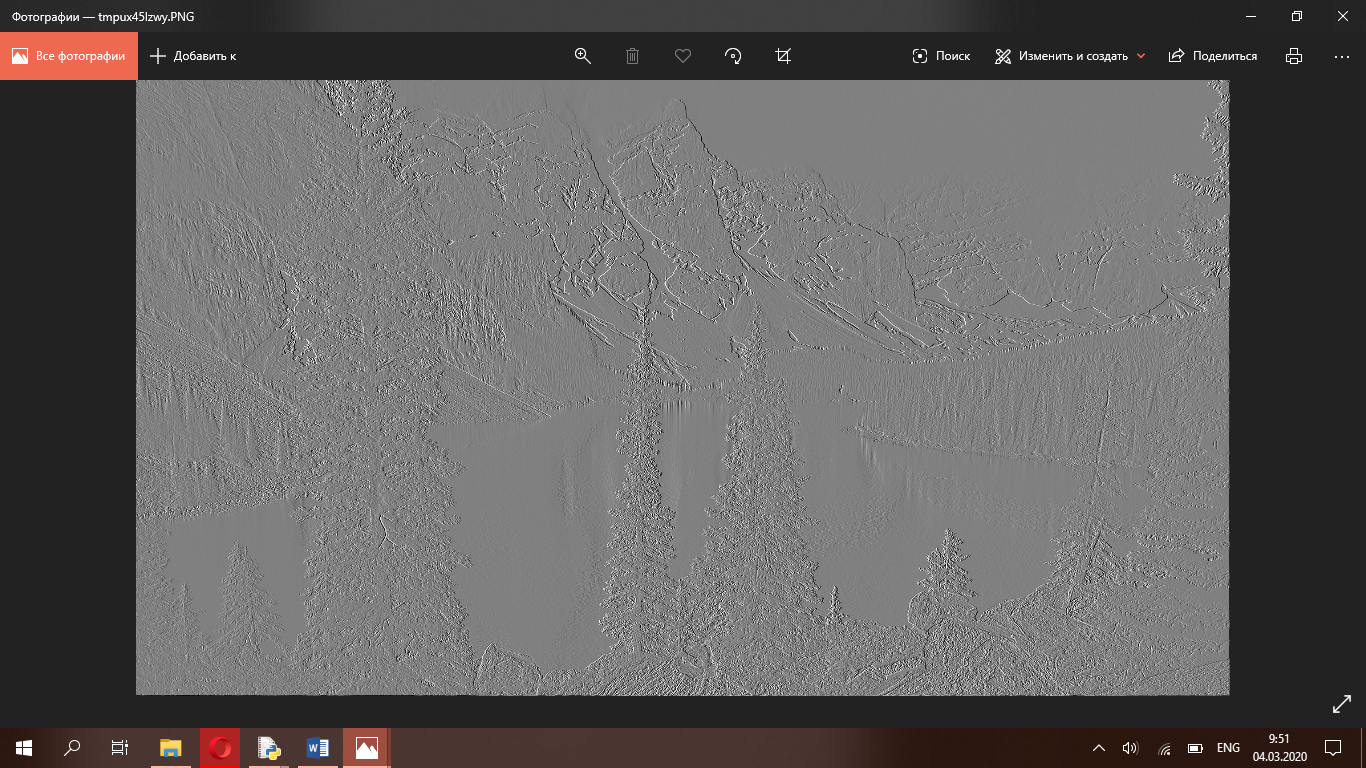 Фотографии — tmpux45lzwy.PNG
Все фотографии
Добавить к
Поиск
Изменить и создать
Поделиться
W
ENG
9:51
04.03.2020